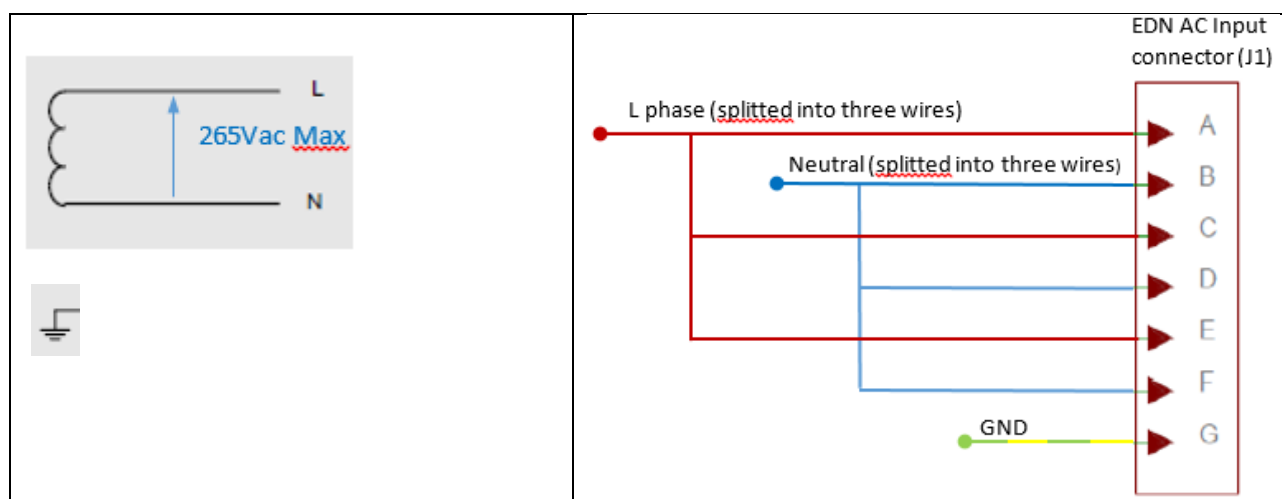 L
265Vac Max
N
EDN AC Input
connector (J1)
L phase (splitted into three wires)
A
Neutral (splitted into three wires)
B
C
D
E
F
GND
G